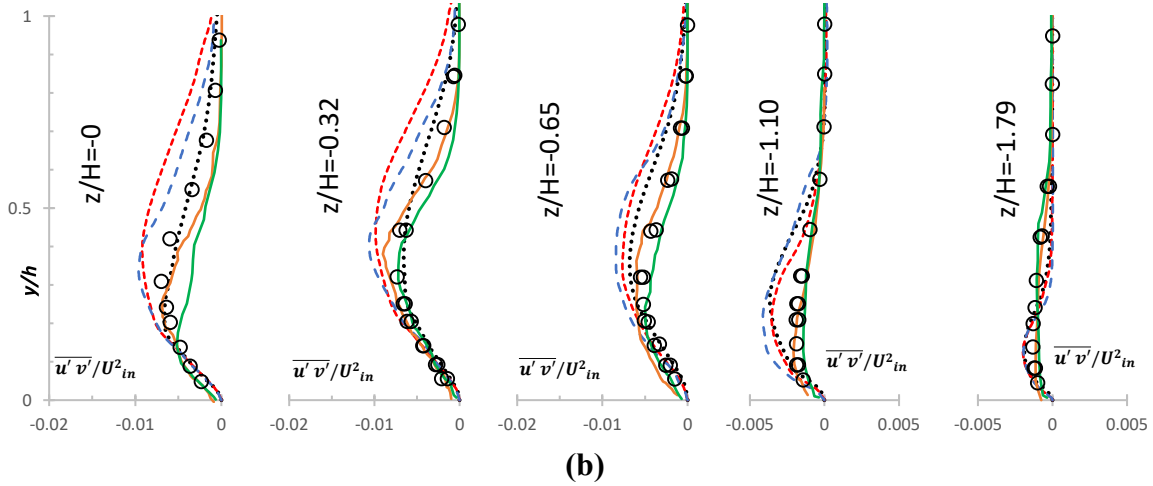 1
0.5
0
y/h
z/H=-0
z/H=-0.32
z/H=-0.65
z/H=-1.10
z/H=-1.79
u′ v′/U²in
u′ v′/U²in
u′ v′/U²in
u′ v′/U²in
u′ v′/U²in
-0.02 -0.01 0
-0.02 -0.01 0
-0.02 -0.01 0
-0.005 0 0.005
-0.005 0 0.005
(b)